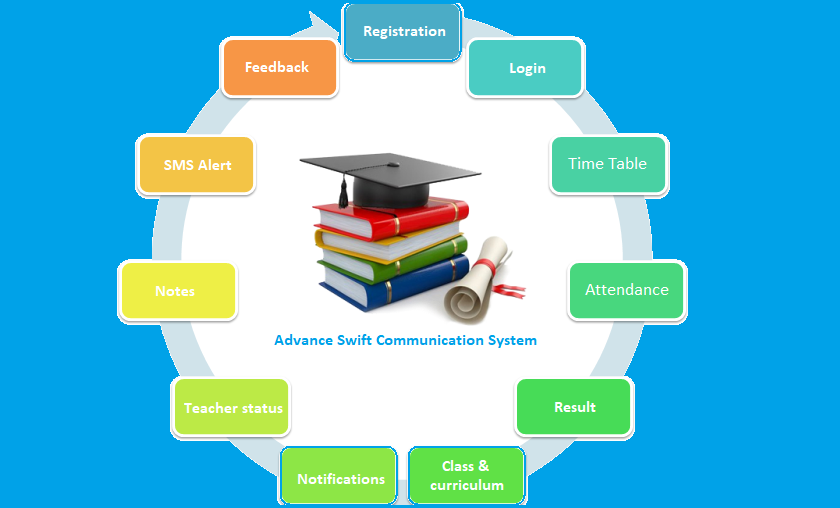 Registration
Login
Time Table
Attendance
Result
Class &
curriculum
Notifications
Teacher status
Notes
SMS Alert
Feedback
Advance Swift Communication System